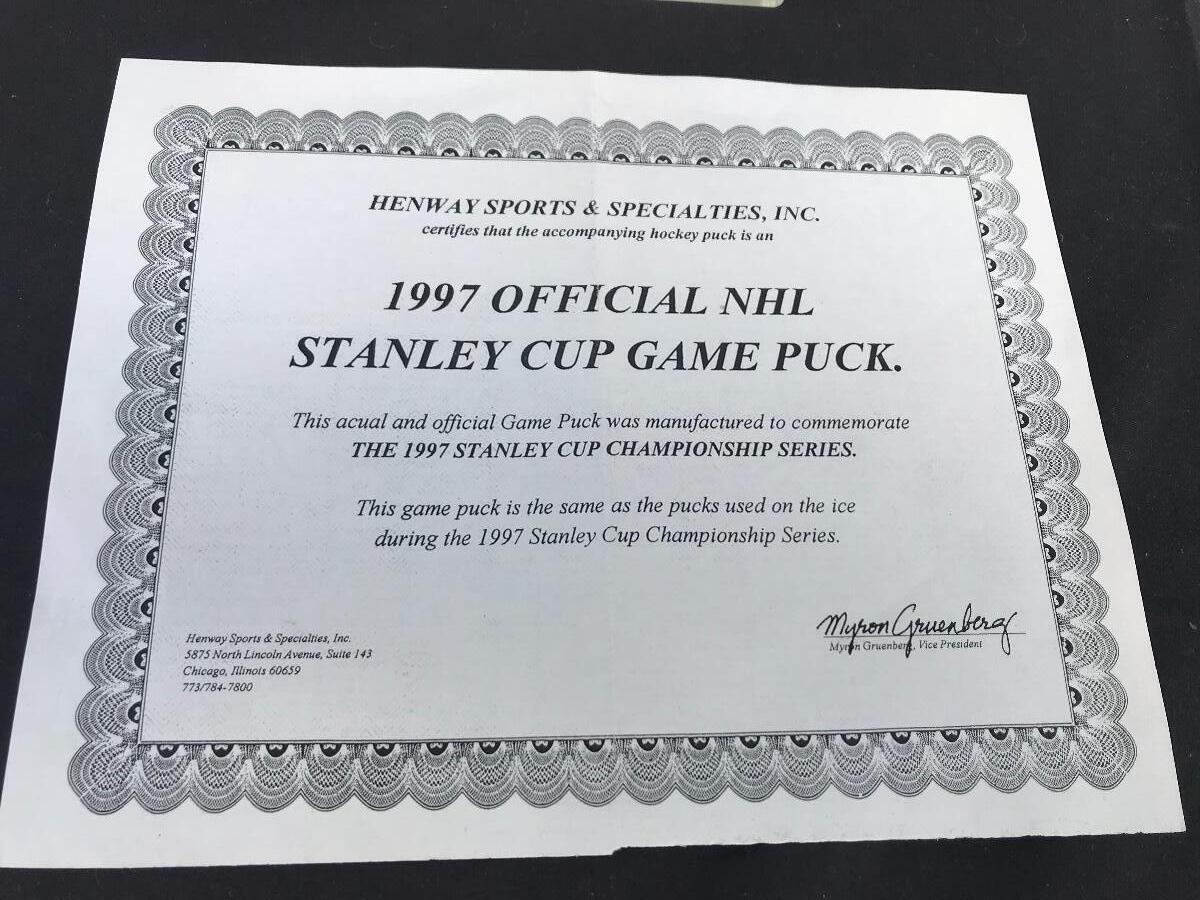 HENWAY SPORTS & SPECIALTIES, INC.
certifies that the accompanying hockey puck is an
1997 OFFICIAL NHL
STANLEY CUP GAME PUCK.
This acual and official Game Puck was manufactured to commemorate
THE 1997 STANLEY CUP CHAMPIONSHIP SERIES.
This game puck is the same as the pucks used on the ice
during the 1997 Stanley Cup Championship Series.
Myron Gruenberg
Myron Gruenberg, Vice President
Henway Sports & Specialties, Inc.
5875 North Lincoln Avenue, Suite 143
Chicago, Illinois 60659
773/784-7800